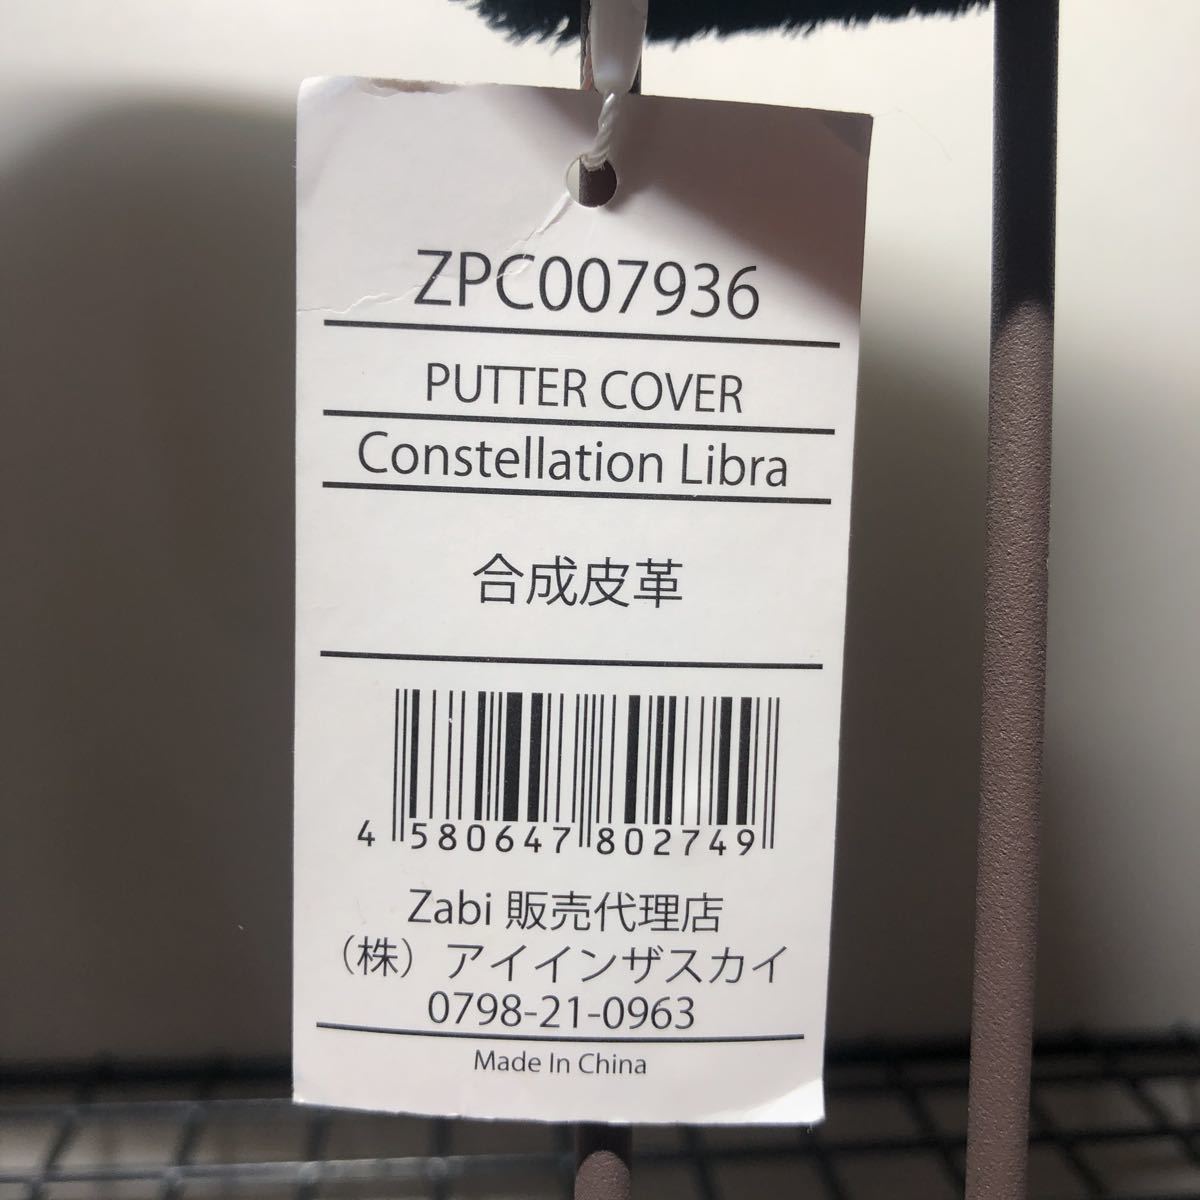 ZPC007936
PUTTER COVER
Constellation Libra
合成皮革
4 580647 802749
Zabi 販売代理店
（株）アイインザスカイ
0798-21-0963
Made In China